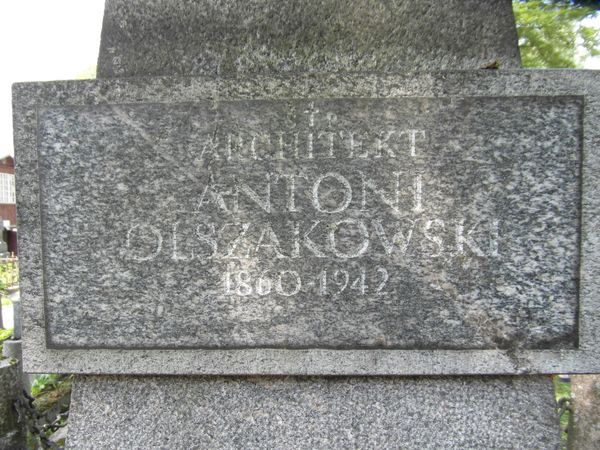 Ś.P.
ARCHITEKT
ANTONI
OLSZAKOWSKI
1860-1942